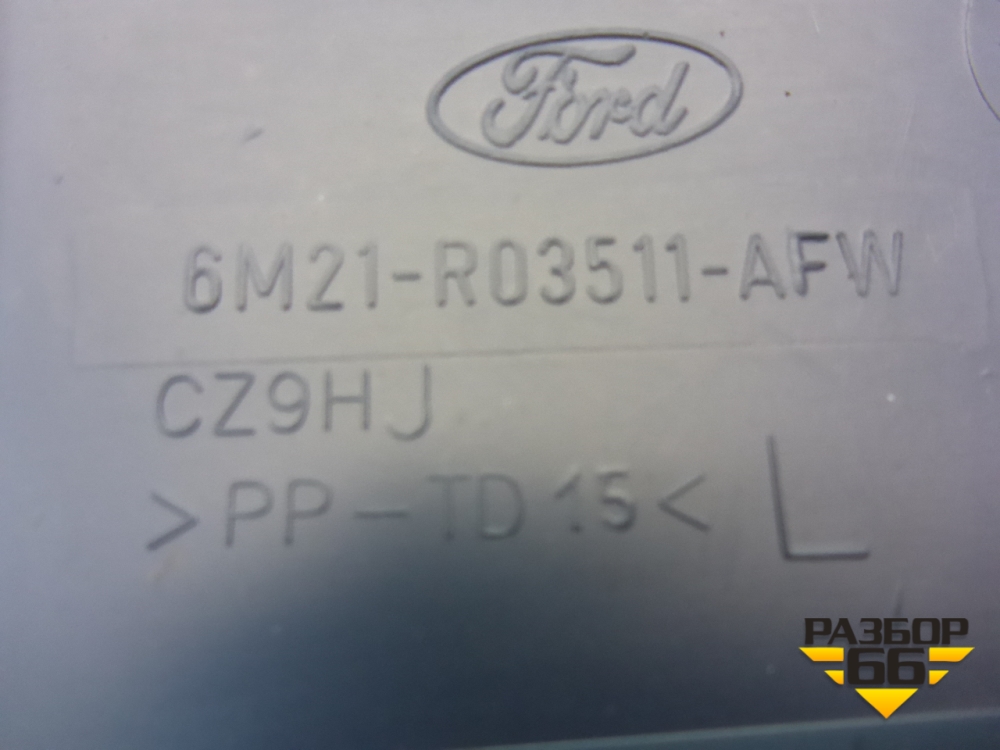 Ford
6M21-R03511-AFW
CZ9HJ
>PP-TD15< L
РАЗБОР
66